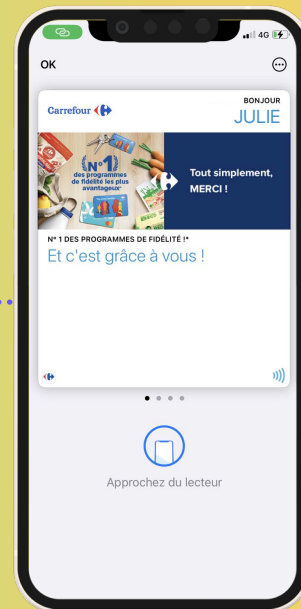 4G
OK
BONJOUR
JULIE
Carrefour
N°1
des programmes
de fidélité les plus
avantageux*
Tout simplement,
MERCI !
N° 1 DES PROGRAMMES DE FIDÉLITÉ !*
Et c'est grâce à vous !
Approchez du lecteur